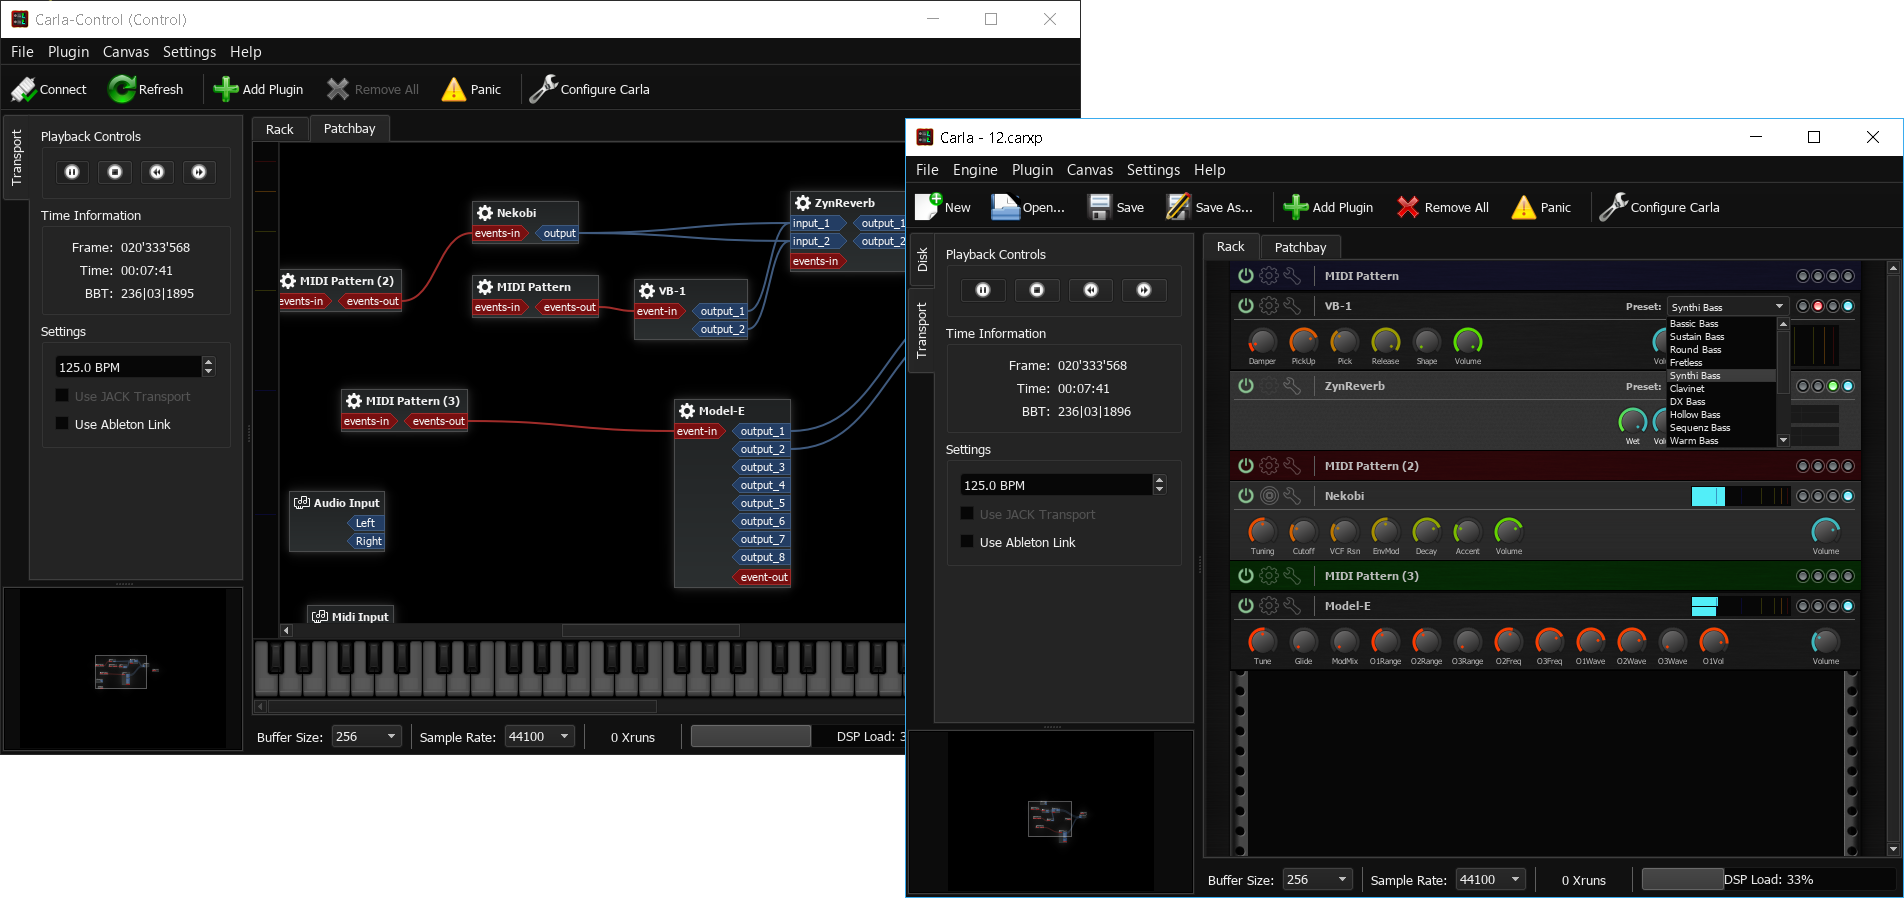 Carla-Control (Control)
File Plugin Canvas Settings Help
Connect Refresh Add Plugin Remove All Panic Configure Carla
Transport
Playback Controls
Time Information
Frame: 020'333'568
Time: 00:07:41
BBT: 236|03|1895
Settings
125.0 BPM
Use JACK Transport
Use Ableton Link
Rack Patchbay
Nekobi
events-in output
ZynReverb
input_1 output_1
input_2 output_2
events-in
MIDI Pattern (2)
events-in events-out
MIDI Pattern
events-in events-out
VB-1
event-in output_1
output_2
MIDI Pattern (3)
events-in events-out
Model-E
event-in output_1
output_2
output_3
output_4
output_5
output_6
output_7
output_8
event-out
Audio Input
Left
Right
Midi Input
Buffer Size: 256 Sample Rate: 44100 0 Xruns DSP Load: 3
Carla - 12.carxp
File Engine Plugin Canvas Settings Help
New Open... Save Save As... Add Plugin Remove All Panic Configure Carla
Disk
Transport
Playback Controls
Time Information
Frame: 020'333'568
Time: 00:07:41
BBT: 236|03|1896
Settings
125.0 BPM
Use JACK Transport
Use Ableton Link
Rack Patchbay
MIDI Pattern
VB-1 Preset: Synthi Bass
Damper PickUp Pick Release Shape Volume Vol
Bassic Bass
Sustain Bass
Round Bass
Fretless
Synthi Bass
Clavinet
DX Bass
Hollow Bass
Sequenz Bass
Warm Bass
ZynReverb Preset:
Wet Vol
MIDI Pattern (2)
Nekobi
Tuning Cutoff VCF Rsn EnvMod Decay Accent Volume Volume
MIDI Pattern (3)
Model-E
Tune Glide ModMix O1Range O2Range O3Range O2Freq O3Freq O1Wave O2Wave O3Wave O1Vol Volume
Buffer Size: 256 Sample Rate: 44100 0 Xruns DSP Load: 33%